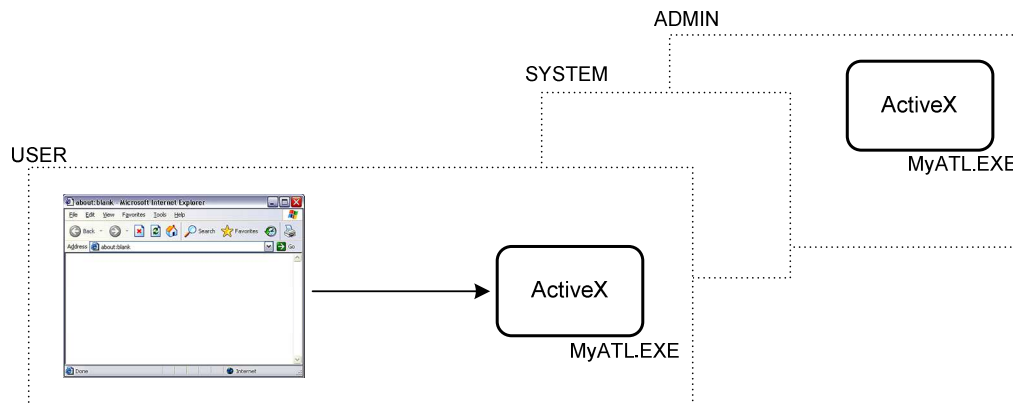 ADMIN
SYSTEM
ActiveX
MyATL.EXE
USER
about:blank - Microsoft Internet Explorer
File Edit View Favorites Tools Help
Back Search Favorites
Address about:blank Go
ActiveX
MyATL.EXE
Done Internet